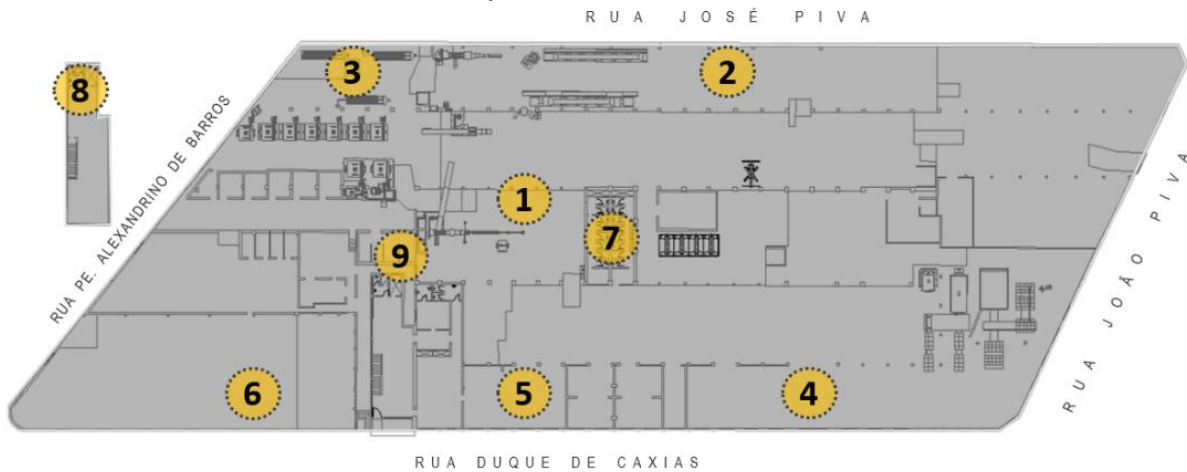 RUA JOSÉ PIVA
8
3
2
RUA PE. ALEXANDRINO DE BARROS
1
7
9
RUA JOÃO PIVA
6
5
4
RUA DUQUE DE CAXIAS